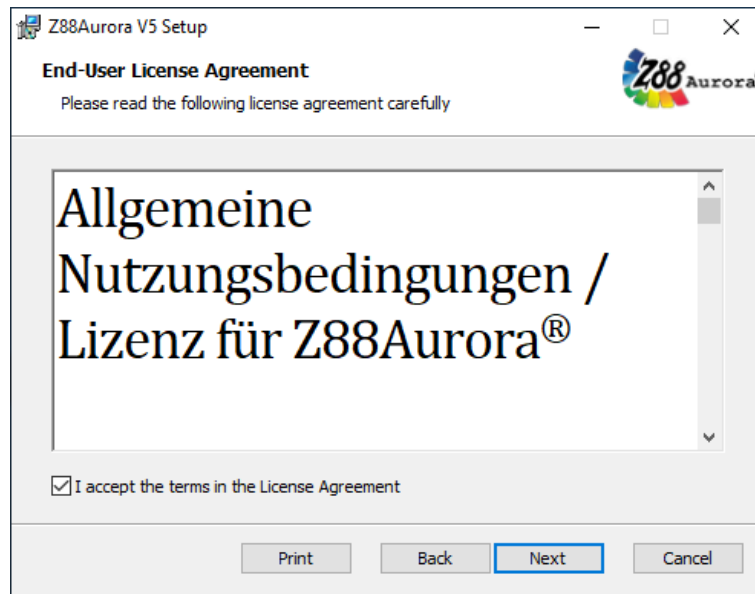 Z88Aurora V5 Setup
End-User License Agreement
Please read the following license agreement carefully
Z88 Aurora®
Allgemeine
Nutzungsbedingungen /
Lizenz für Z88Aurora®
I accept the terms in the License Agreement
Print Back Next Cancel